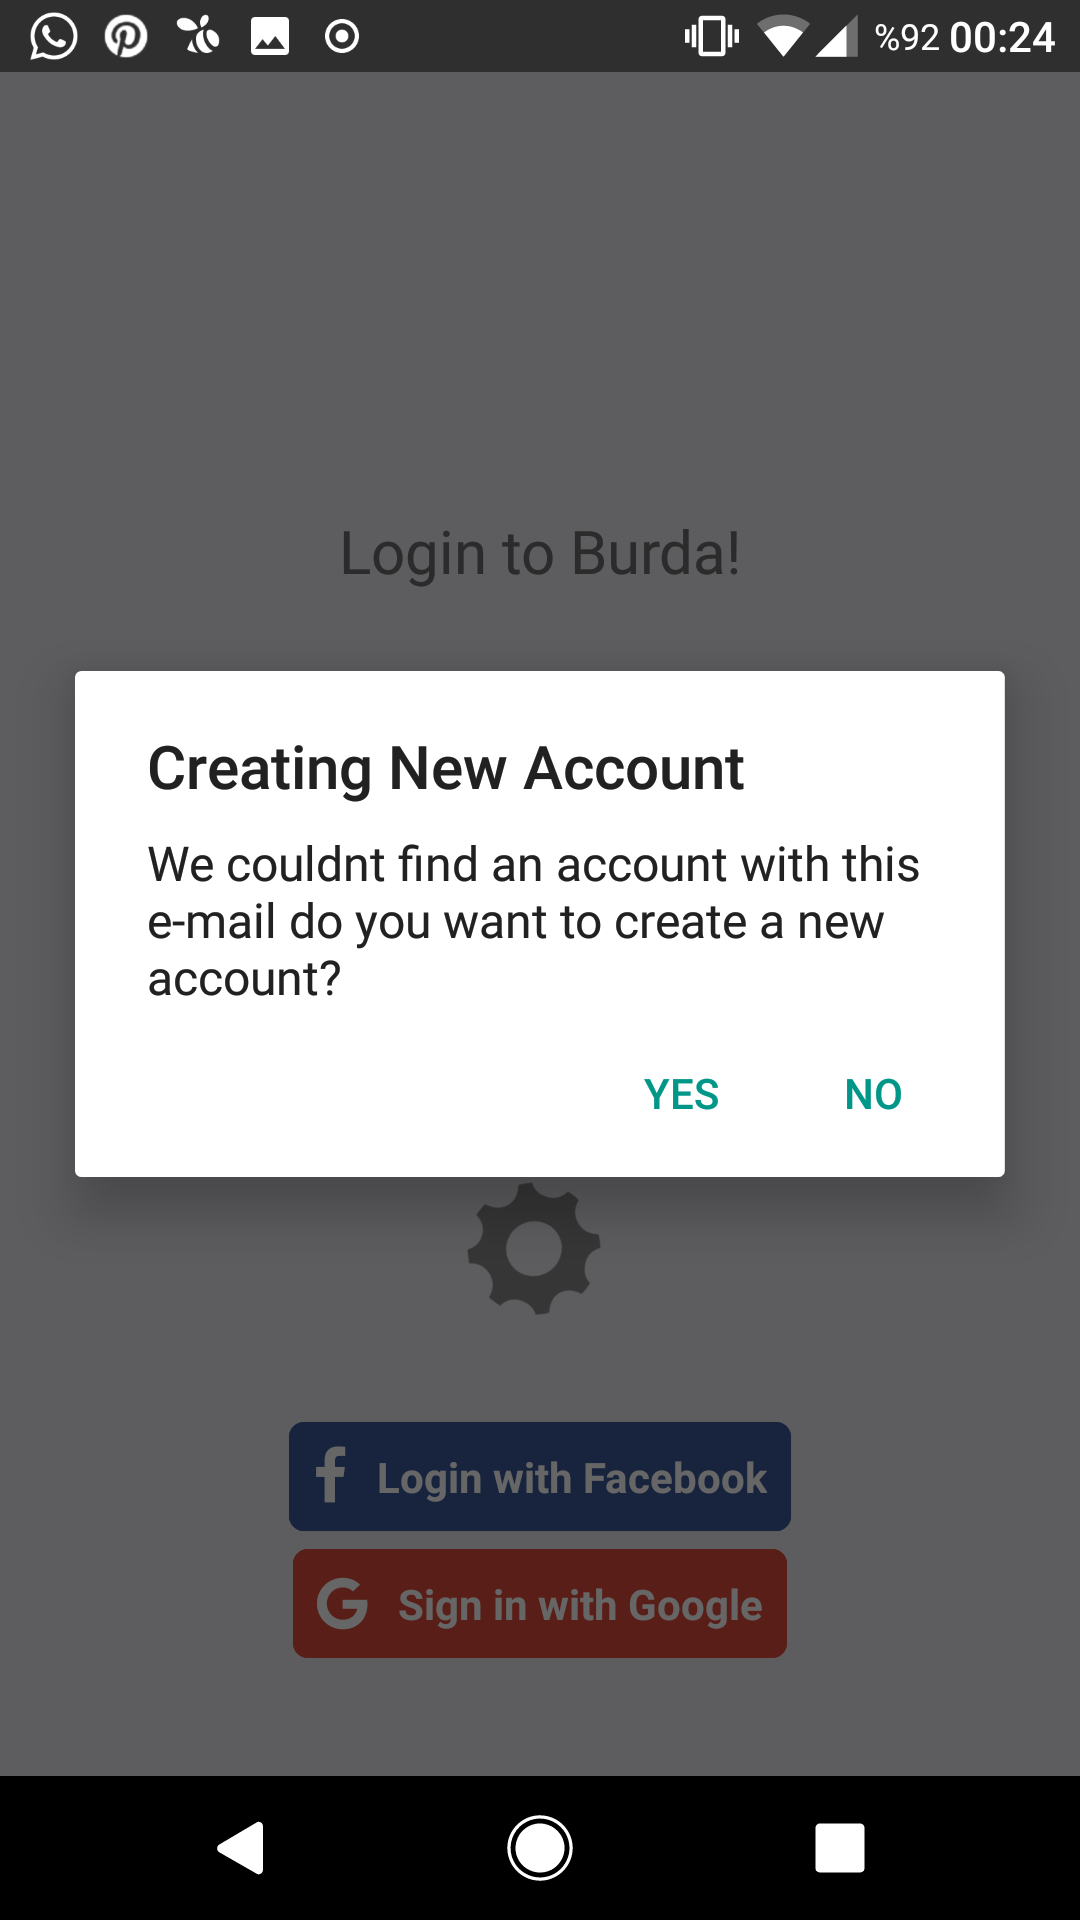 %92 00:24
Login to Burda!
Creating New Account
We couldnt find an account with this
e-mail do you want to create a new
account?
YES NO
Login with Facebook
Sign in with Google